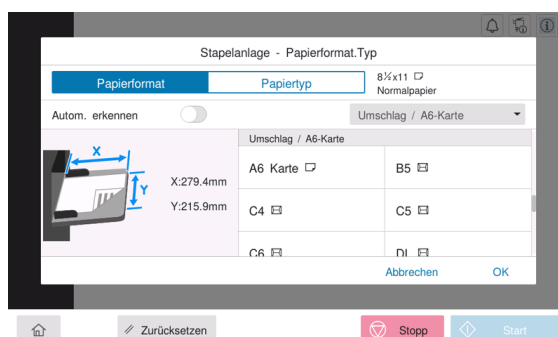 Stapelanlage - Papierformat.Typ
Papierformat
Papiertyp
8½x11
Normalpapier
Autom. erkennen
Umschlag / A6-Karte
Umschlag / A6-Karte
X
Y
X:279.4mm
Y:215.9mm
A6 Karte
B5
C4
C5
C6
DL
Abbrechen
OK
Zurücksetzen
Stopp
Start